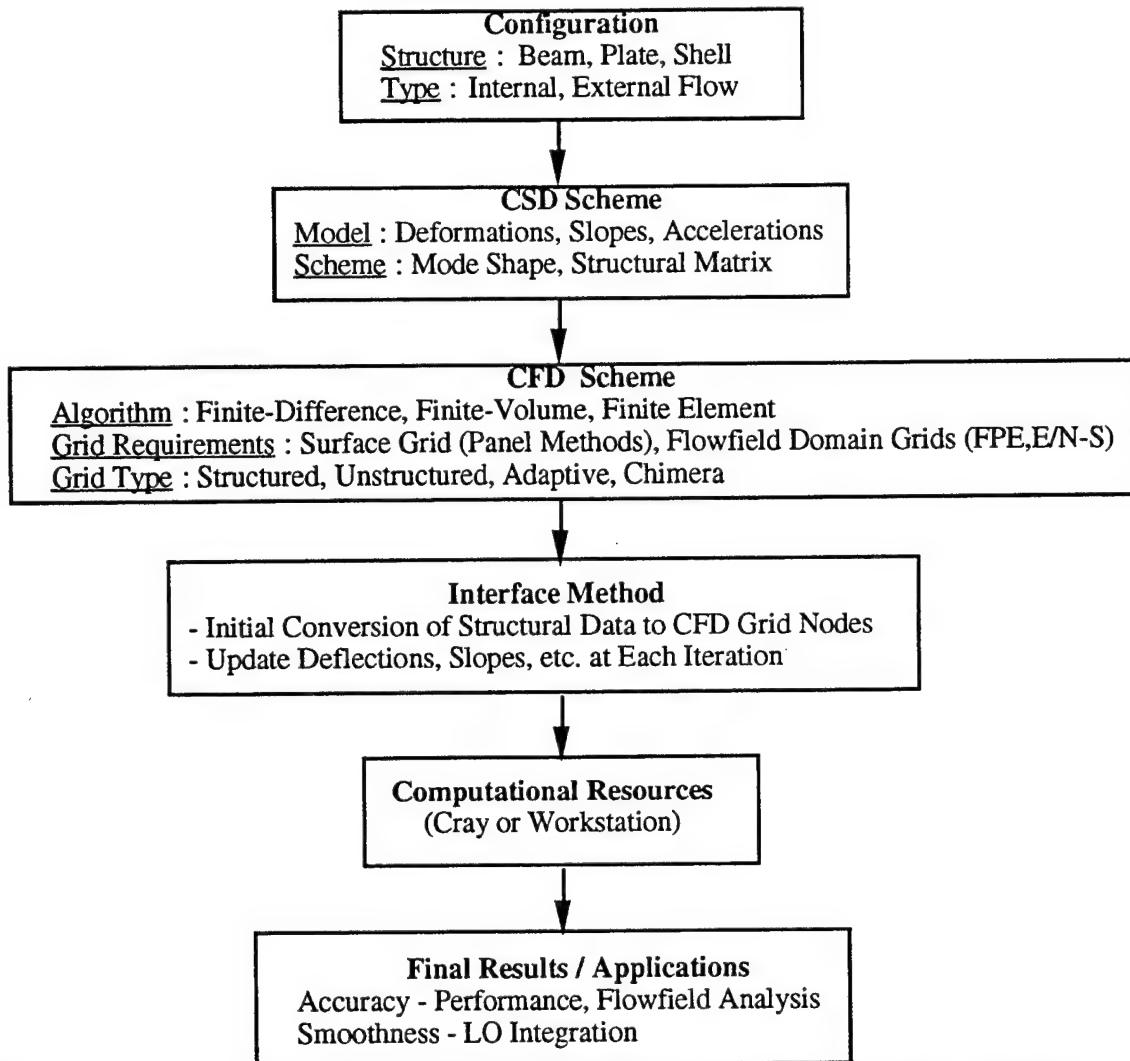 Configuration
Structure : Beam, Plate, Shell
Type : Internal, External Flow
CSD Scheme
Model : Deformations, Slopes, Accelerations
Scheme : Mode Shape, Structural Matrix
CFD Scheme
Algorithm : Finite-Difference, Finite-Volume, Finite Element
Grid Requirements : Surface Grid (Panel Methods), Flowfield Domain Grids (FPE,E/N-S)
Grid Type : Structured, Unstructured, Adaptive, Chimera
Interface Method
- Initial Conversion of Structural Data to CFD Grid Nodes
- Update Deflections, Slopes, etc. at Each Iteration
Computational Resources
(Cray or Workstation)
Final Results / Applications
Accuracy - Performance, Flowfield Analysis
Smoothness - LO Integration